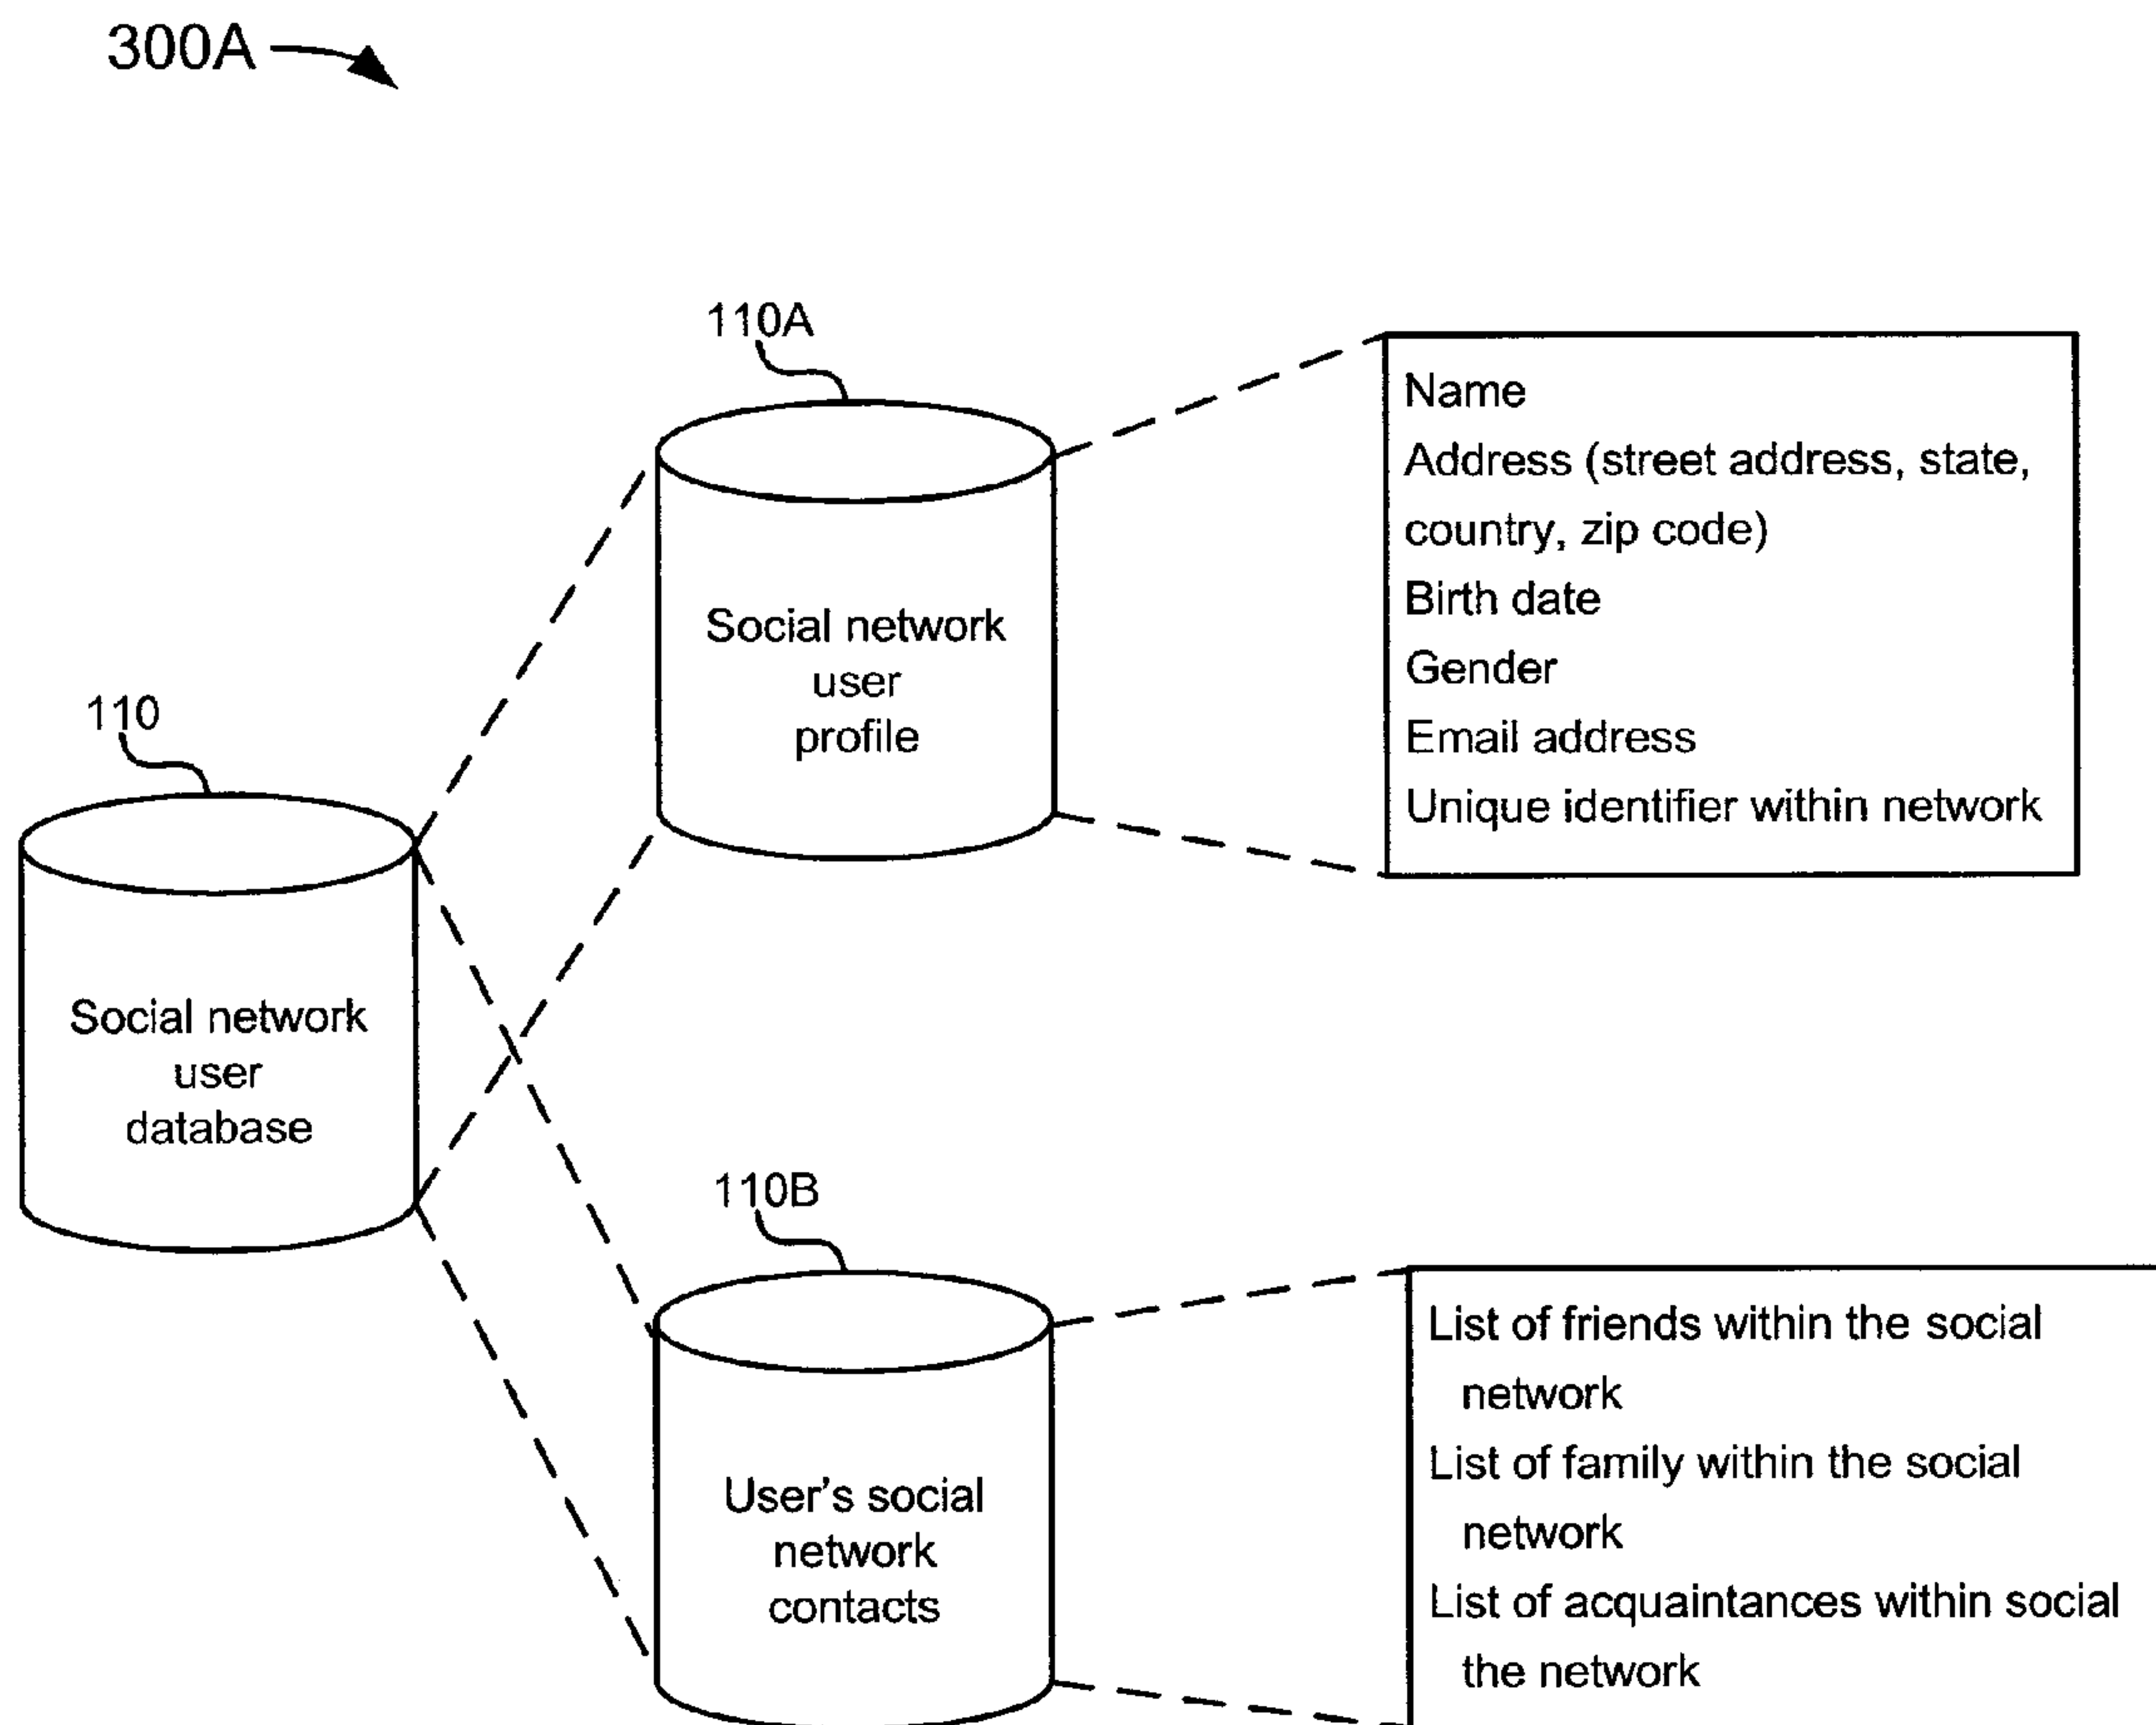 300A
110A
Social network
user
profile
Name
Address (street address, state,
country, zip code)
Birth date
Gender
Email address
Unique identifier within network
110
Social network
user
database
110B
User's social
network
contacts
List of friends within the social
network
List of family within the social
network
List of acquaintances within social
the network